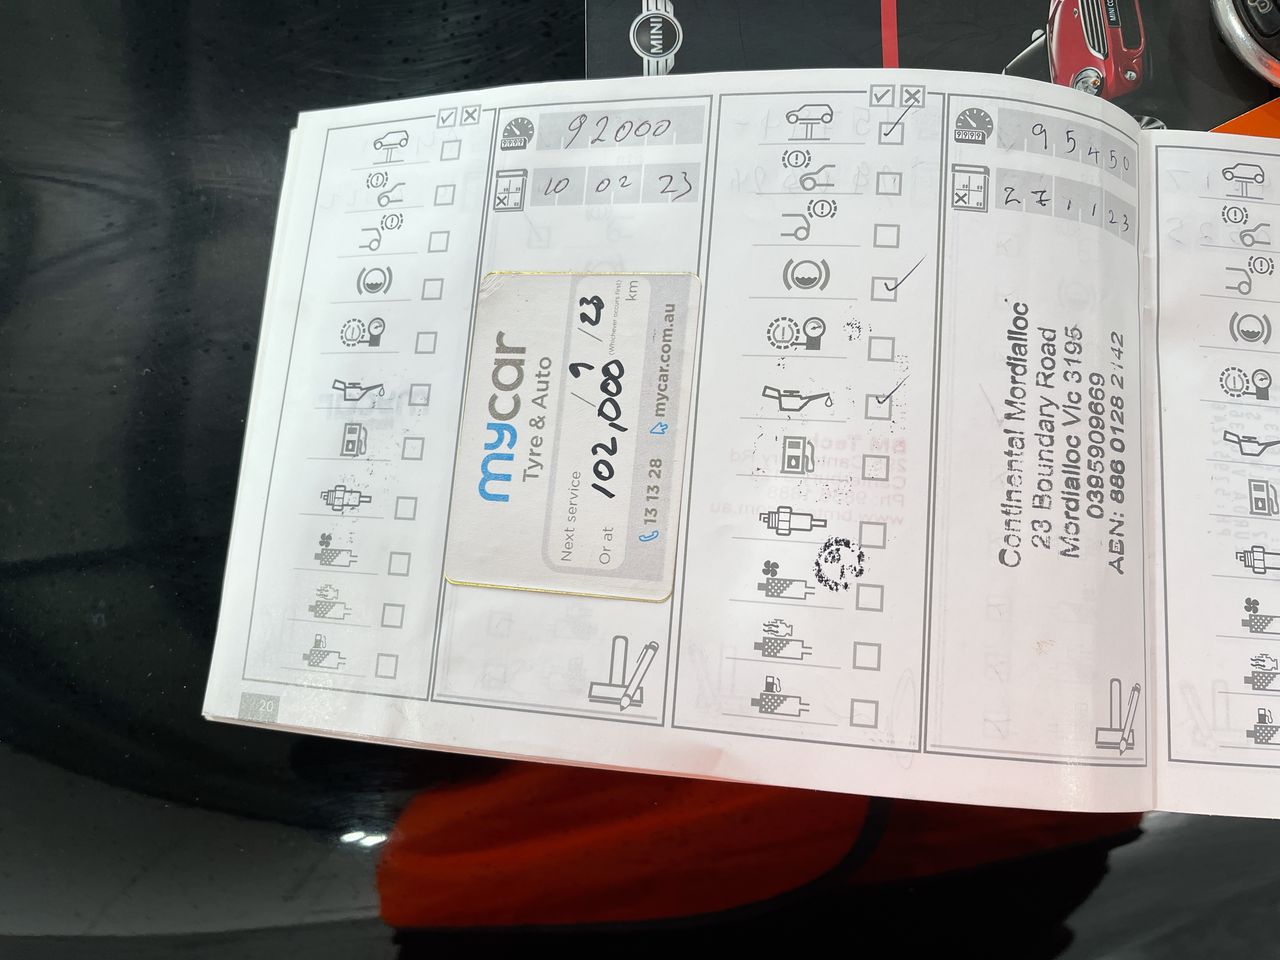 MINI
92000
10 02 23
mycar
Tyre & Auto
Next service / 9 / 23
Or at 102,000 (Whichever occurs first) km
13 13 28 mycar.com.au
20
95450
27 11 23
Continental Mordialloc
23 Boundary Road
Mordialloc Vic 3195
0395909669
ABN: 886 0128 2142